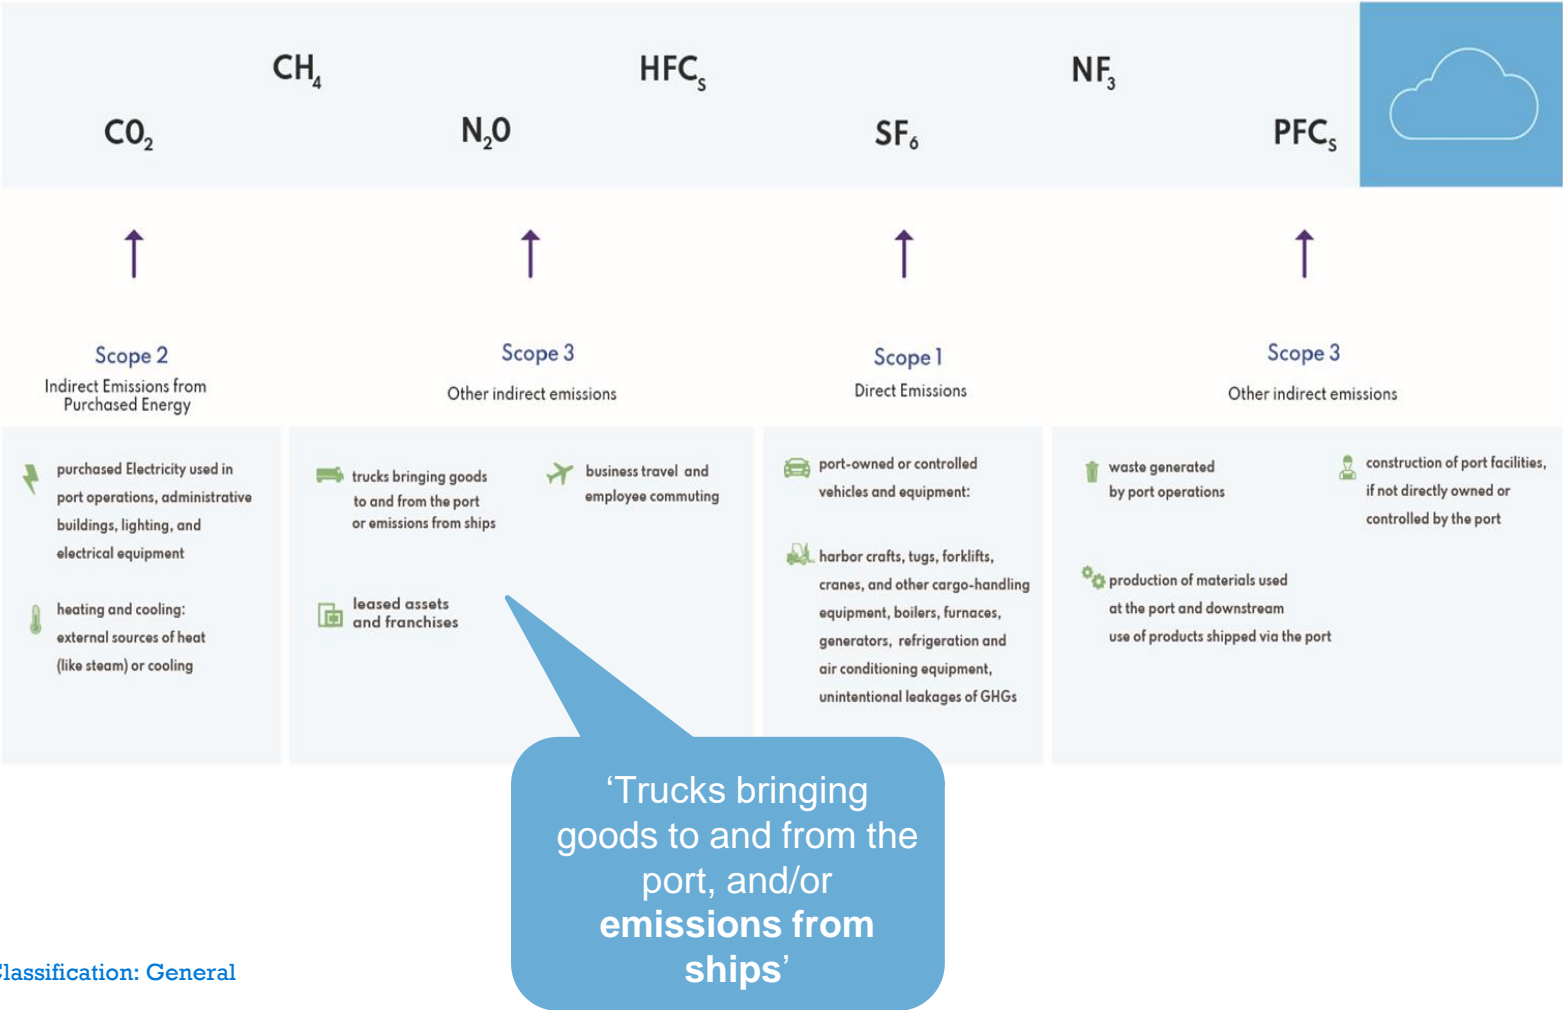 CH₄
HFCs
NF₃
CO₂
N₂O
SF₆
PFCs
Scope 2
Indirect Emissions from
Purchased Energy
purchased Electricity used in
port operations, administrative
buildings, lighting, and
electrical equipment
heating and cooling:
external sources of heat
(like steam) or cooling
Scope 3
Other indirect emissions
trucks bringing goods
to and from the port
or emissions from ships
business travel and
employee commuting
leased assets
and franchises
Scope 1
Direct Emissions
port-owned or controlled
vehicles and equipment:
harbor crafts, tugs, forklifts,
cranes, and other cargo-handling
equipment, boilers, furnaces,
generators, refrigeration and
air conditioning equipment,
unintentional leakages of GHGs
Scope 3
Other indirect emissions
waste generated
by port operations
construction of port facilities,
if not directly owned or
controlled by the port
production of materials used
at the port and downstream
use of products shipped via the port
‘Trucks bringing
goods to and from the
port, and/or
emissions from
ships’
Classification: General